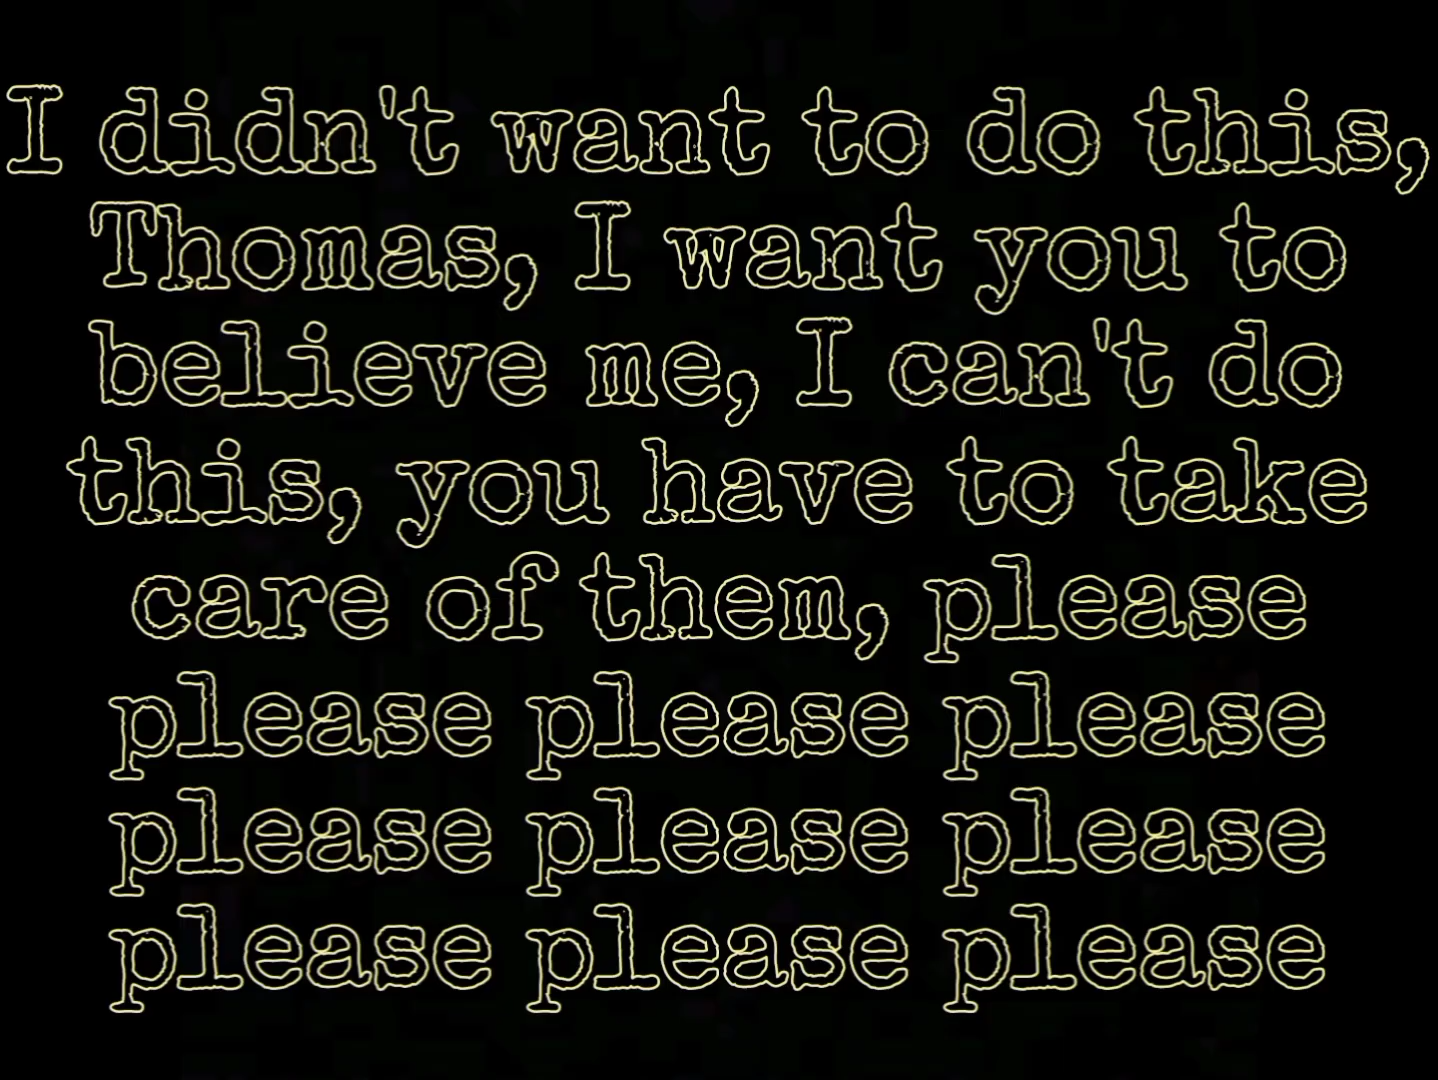 I didn't want to do this,
Thomas, I want you to
believe me, I can't do
this, you have to take
care of them, please
please please please
please please please
please please please